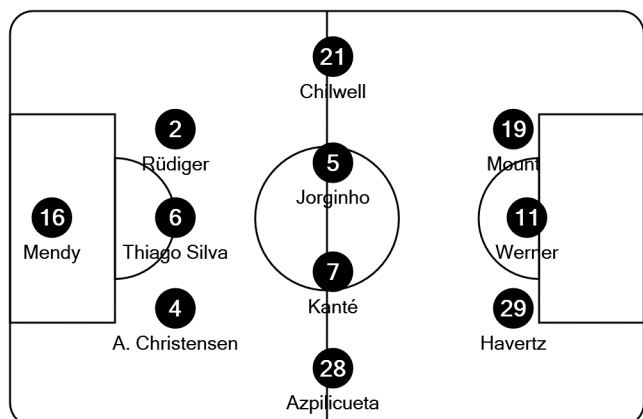 21
Chilwell
2
Rüdiger
19
Mount
5
Jorginho
16
Mendy
6
Thiago Silva
11
Werner
7
Kanté
4
A. Christensen
29
Havertz
28
Azpilicueta